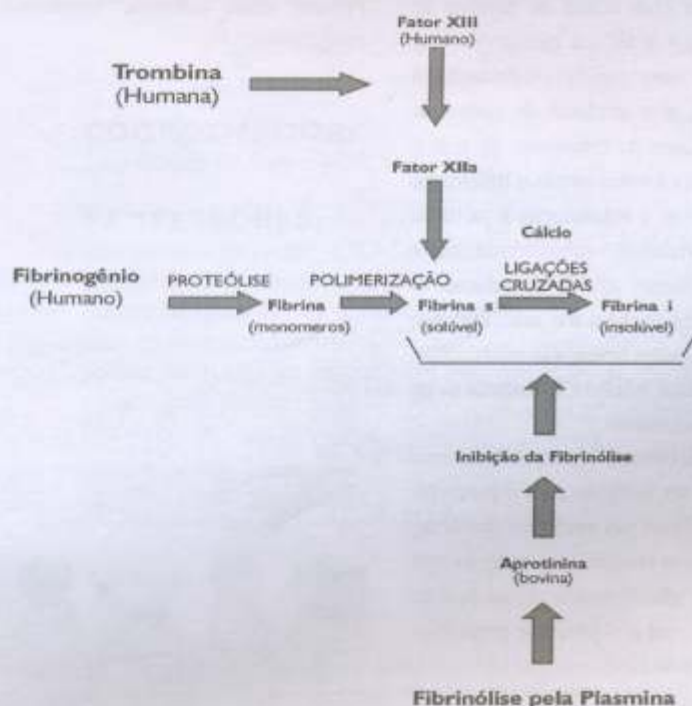 Fator XIII
(Humano)
Trombina
(Humana)
Fator XIIa
Cálcio
Fibrinogênio
(Humano)
PROTEÓLISE
Fibrina
(monomeros)
POLIMERIZAÇÃO
Fibrina s
(solúvel)
LIGAÇÕES
CRUZADAS
Fibrina i
(insolúvel)
Inibição da Fibrinólise
Aprotinina
(bovina)
Fibrinólise pela Plasmina